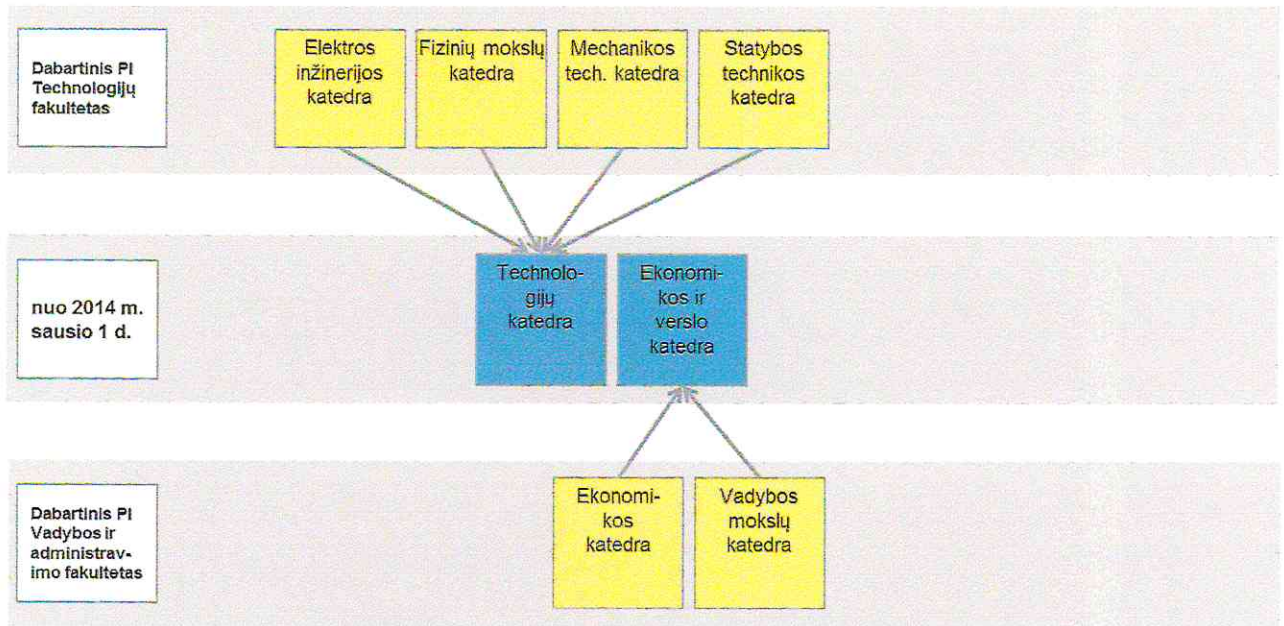 Dabartinis PI
Technologijų
fakultetas
Elektros
inžinerijos
katedra
Fizinių mokslų
katedra
Mechanikos
tech. katedra
Statybos
technikos
katedra
nuo 2014 m.
sausio 1 d.
Technolo-
gijų
katedra
Ekonomi-
kos ir
verslo
katedra
Dabartinis PI
Vadybos ir
administrav-
imo fakultetas
Ekonomi-
kos
katedra
Vadybos
mokslų
katedra